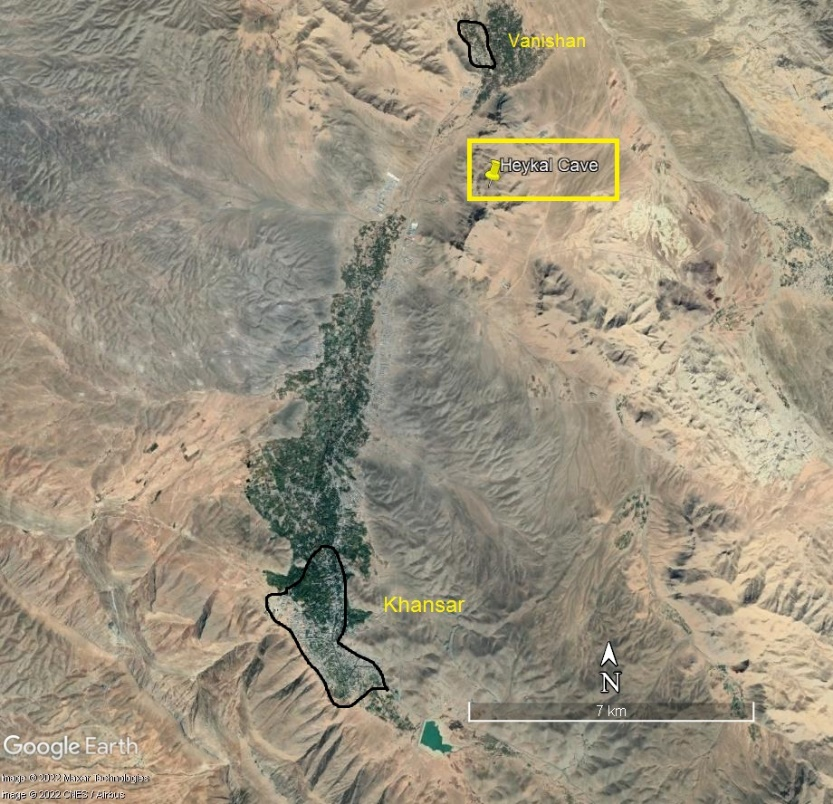 Vanishan
Heykal Cave
Khansar
N
7 km
Google Earth
Image © 2022 Maxar Technologies
Image © 2022 CNES / Airbus